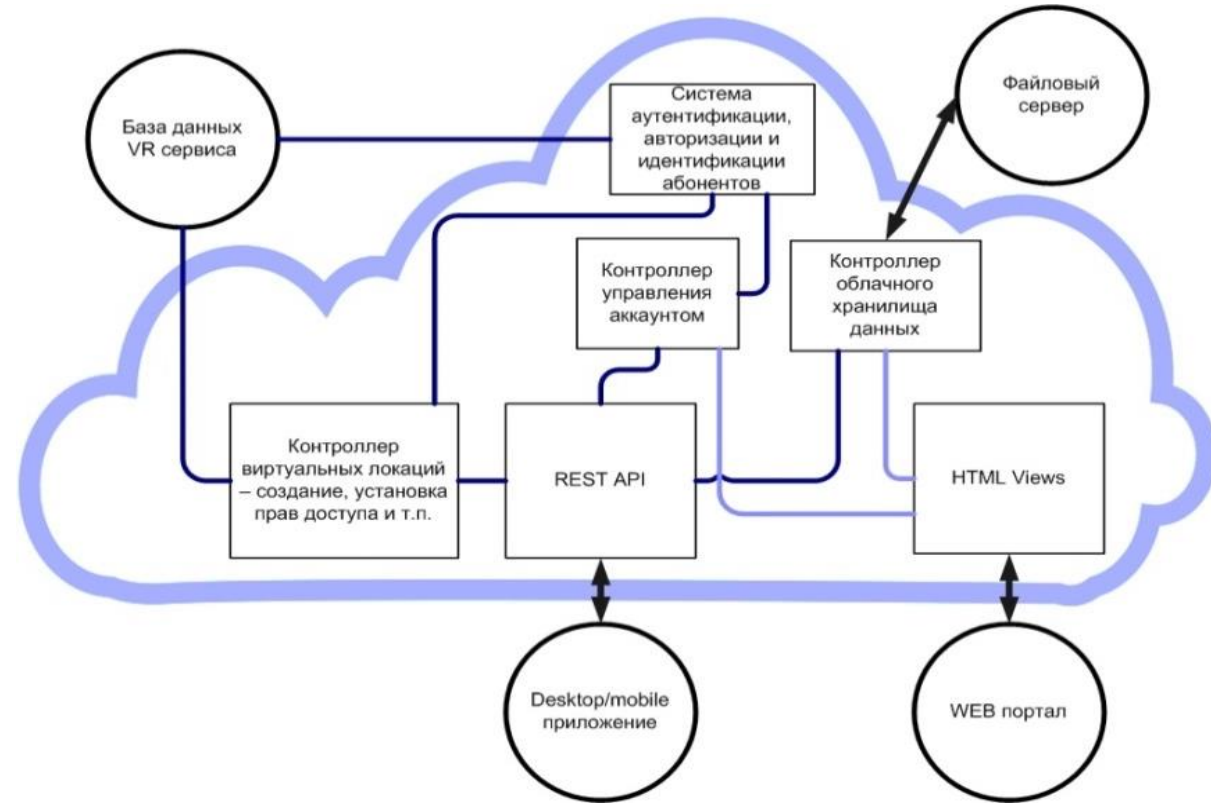 База данных
VR сервиса
Система
аутентификации,
авторизации и
идентификации
абонентов
Файловый
сервер
Контроллер
управления
аккаунтом
Контроллер
облачного
хранилища
данных
Контроллер
виртуальных локаций
– создание, установка
прав доступа и т.п.
REST API
HTML Views
Desktop/mobile
приложение
WEB портал